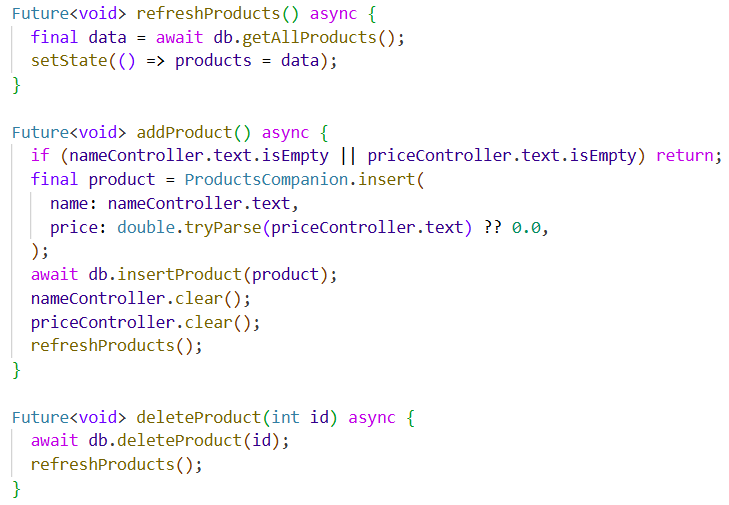 Future<void> refreshProducts() async {
  final data = await db.getAllProducts();
  setState(() => products = data);
}

Future<void> addProduct() async {
  if (nameController.text.isEmpty || priceController.text.isEmpty) return;
  final product = ProductsCompanion.insert(
    name: nameController.text,
    price: double.tryParse(priceController.text) ?? 0.0,
  );
  await db.insertProduct(product);
  nameController.clear();
  priceController.clear();
  refreshProducts();
}

Future<void> deleteProduct(int id) async {
  await db.deleteProduct(id);
  refreshProducts();
}